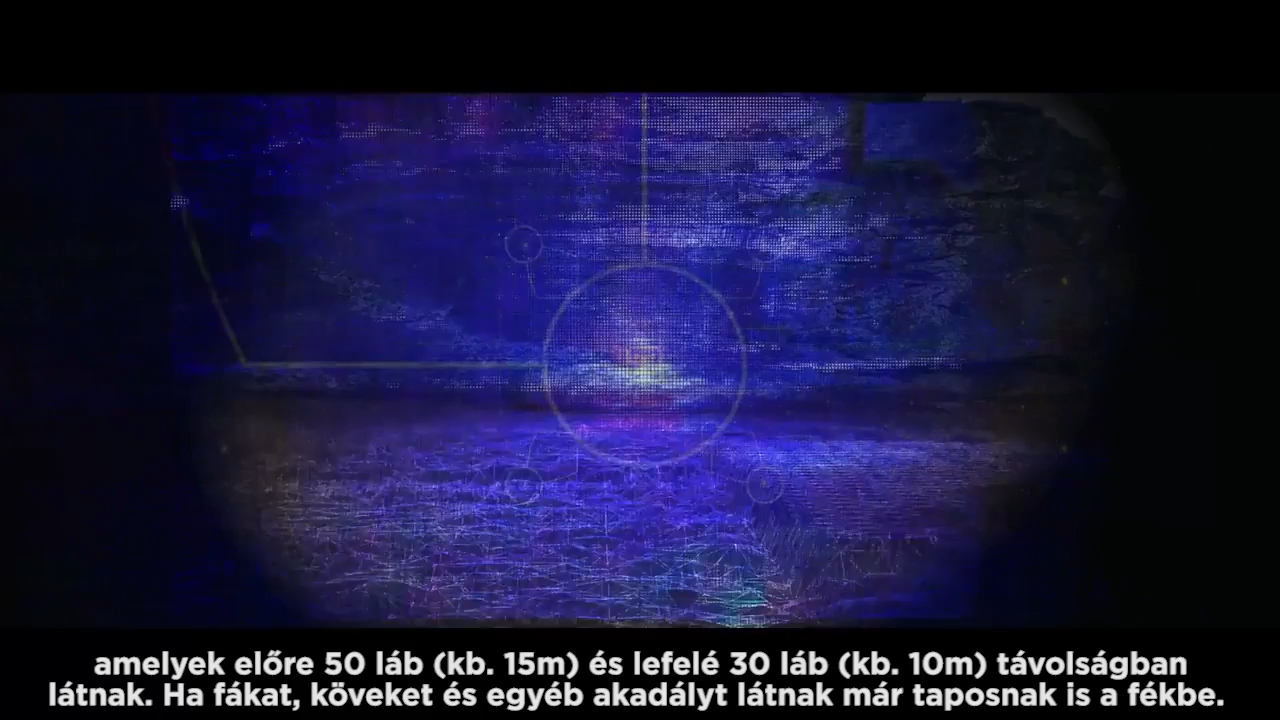 amelyek előre 50 láb (kb. 15m) és lefelé 30 láb (kb. 10m) távolságban
látnak. Ha fákat, köveket és egyéb akadályt látnak már taposnak is a fékbe.